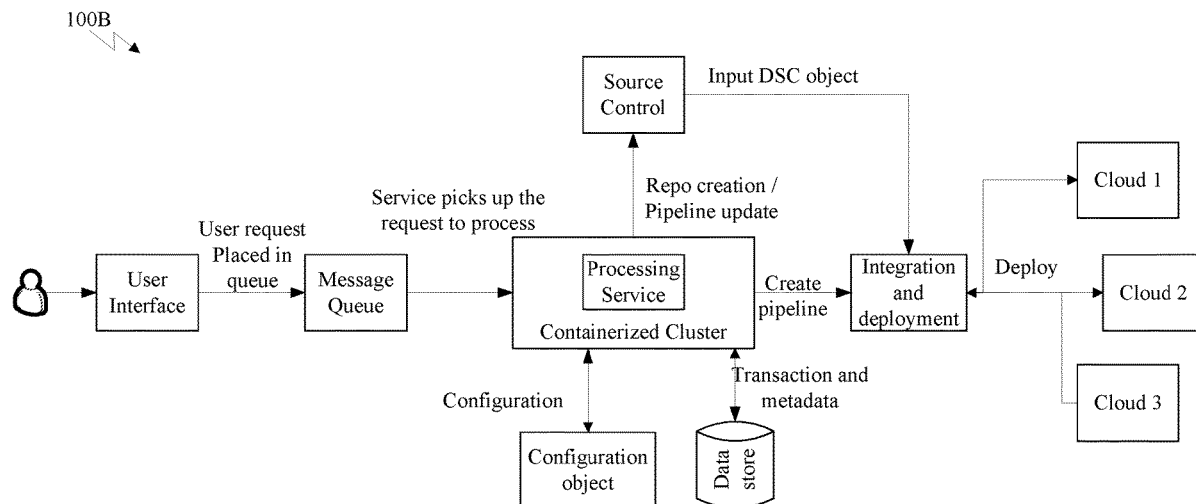 100B
Source
Control
Input DSC object
Cloud 1
Service picks up the
request to process
Repo creation /
Pipeline update
User request
Placed in
queue
User
Interface
Message
Queue
Processing
Service
Containerized Cluster
Create
pipeline
Integration
and
deployment
Deploy
Cloud 2
Configuration
Transaction and
metadata
Cloud 3
Configuration
object
Data
store